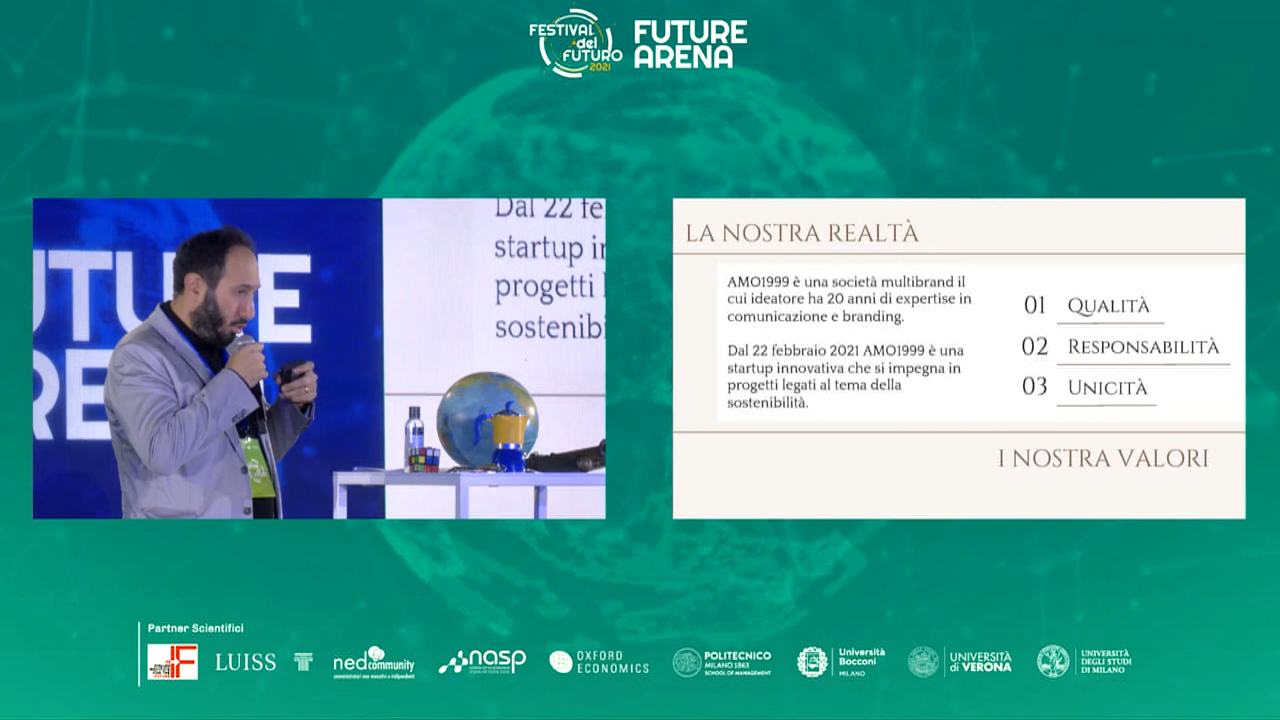 FESTIVAL
del
FUTURO
2021
FUTURE
ARENA
UTURE
RE
Dal 22 fe
startup in
progetti
sostenibi
LA NOSTRA REALTÀ
AMO1999 è una società multibrand il
cui ideatore ha 20 anni di expertise in
comunicazione e branding.
Dal 22 febbraio 2021 AMO1999 è una
startup innovativa che si impegna in
progetti legati al tema della
sostenibilità.
01 QUALITÀ
02 RESPONSABILITÀ
03 UNICITÀ
I NOSTRA VALORI
Partner Scientifici
LUISS
nedcommunity
nasp
OXFORD
ECONOMICS
POLITECNICO
MILANO 1863
SCHOOL OF MANAGEMENT
Università
Bocconi
MILANO
UNIVERSITÀ
di VERONA
UNIVERSITÀ
DEGLI STUDI
DI MILANO